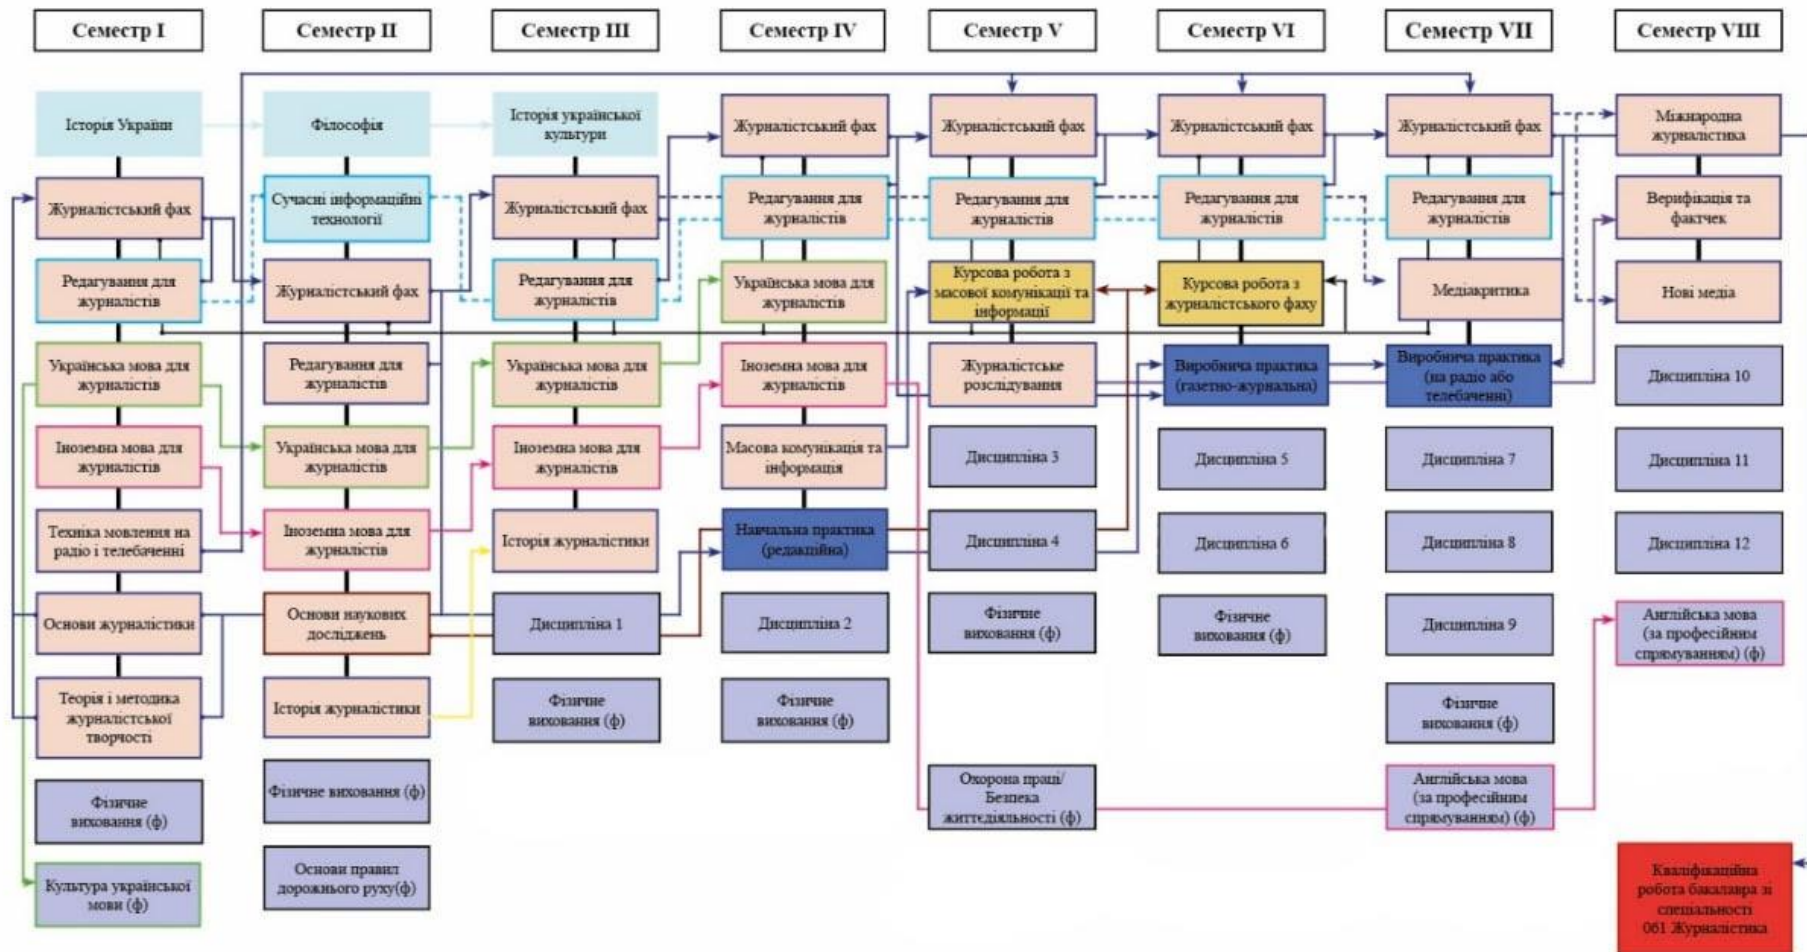 Семестр I
Семестр II
Семестр III
Семестр IV
Семестр V
Семестр VI
Семестр VII
Семестр VIII
Історія України
Журналістський фах
Редагування для
журналістів
Українська мова для
журналістів
Іноземна мова для
журналістів
Техніка мовлення на
радіо і телебаченні
Основи журналістики
Теорія і методика
журналістської
творчості
Фізичне
виховання (ф)
Культура української
мови (ф)
Філософія
Сучасні інформаційні
технології
Журналістський фах
Редагування для
журналістів
Українська мова для
журналістів
Іноземна мова для
журналістів
Основи наукових
досліджень
Історія журналістики
Фізичне виховання (ф)
Основи правил
дорожнього руху(ф)
Історія української
культури
Журналістський фах
Редагування для
журналістів
Українська мова для
журналістів
Іноземна мова для
журналістів
Історія журналістики
Дисципліна 1
Фізичне
виховання (ф)
Журналістський фах
Редагування для
журналістів
Українська мова для
журналістів
Іноземна мова для
журналістів
Масова комунікація та
інформація
Навчальна практика
(редакційна)
Дисципліна 2
Фізичне
виховання (ф)
Журналістський фах
Редагування для
журналістів
Курсова робота з
масової комунікації та
інформації
Журналістське
розслідування
Дисципліна 3
Дисципліна 4
Фізичне
виховання (ф)
Охорона праці/
Безпека
життєдіяльності (ф)
Журналістський фах
Редагування для
журналістів
Курсова робота з
журналістського фаху
Виробнича практика
(газетно-журнальна)
Дисципліна 5
Дисципліна 6
Фізичне
виховання (ф)
Журналістський фах
Редагування для
журналістів
Медіакритика
Виробнича практика
(на радіо або
телебаченні)
Дисципліна 7
Дисципліна 8
Дисципліна 9
Фізичне
виховання (ф)
Англійська мова
(за професійним
спрямуванням) (ф)
Міжнародна
журналістика
Верифікація та
фактчек
Нові медіа
Дисципліна 10
Дисципліна 11
Дисципліна 12
Англійська мова
(за професійним
спрямуванням) (ф)
Кваліфікаційна
робота бакалавра зі
спеціальності
061 Журналістика